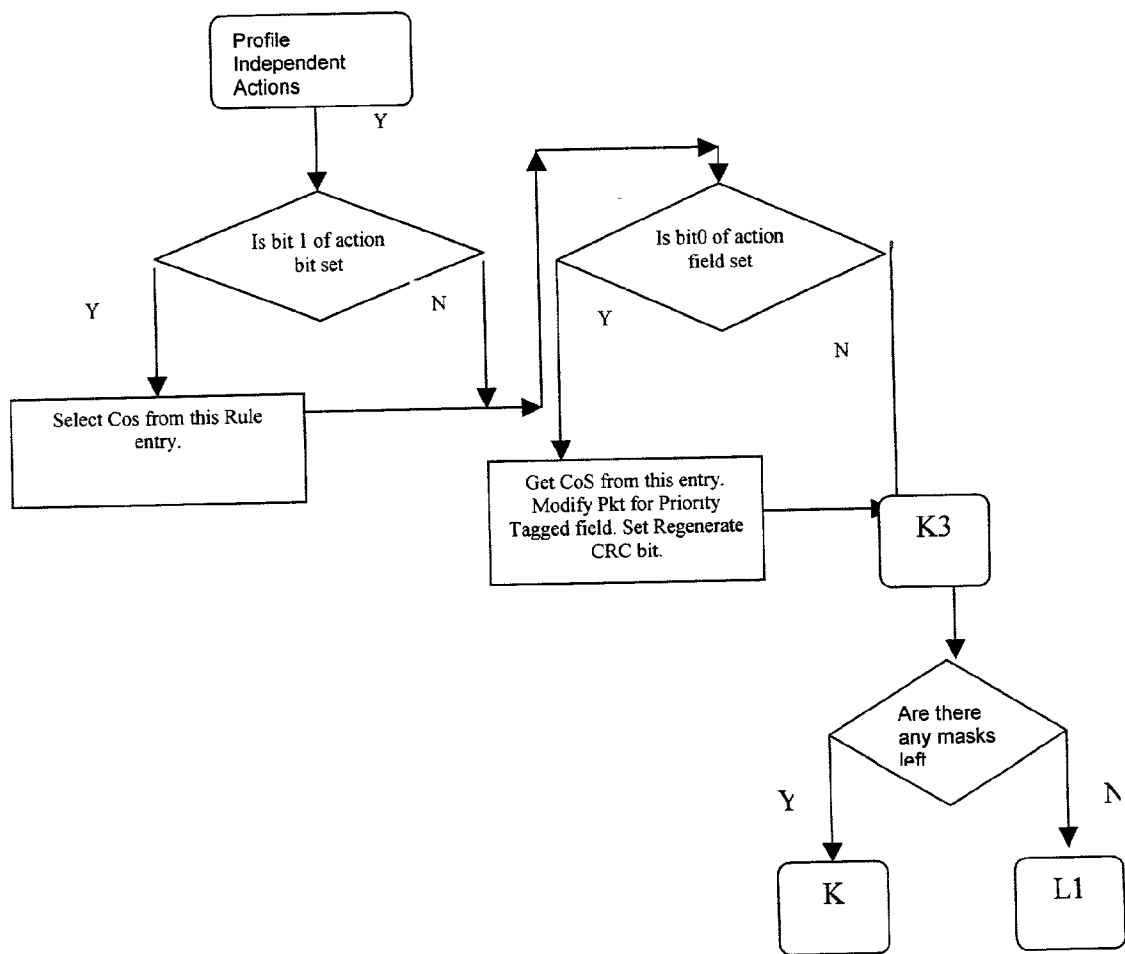 Profile
Independent
Actions
Y
Is bit 1 of action
bit set
Y
N
Is bit0 of action
field set
Y
N
Select Cos from this Rule
entry.
Get CoS from this entry.
Modify Pkt for Priority
Tagged field. Set Regenerate
CRC bit.
K3
Are there
any masks
left
Y
N
K
L1